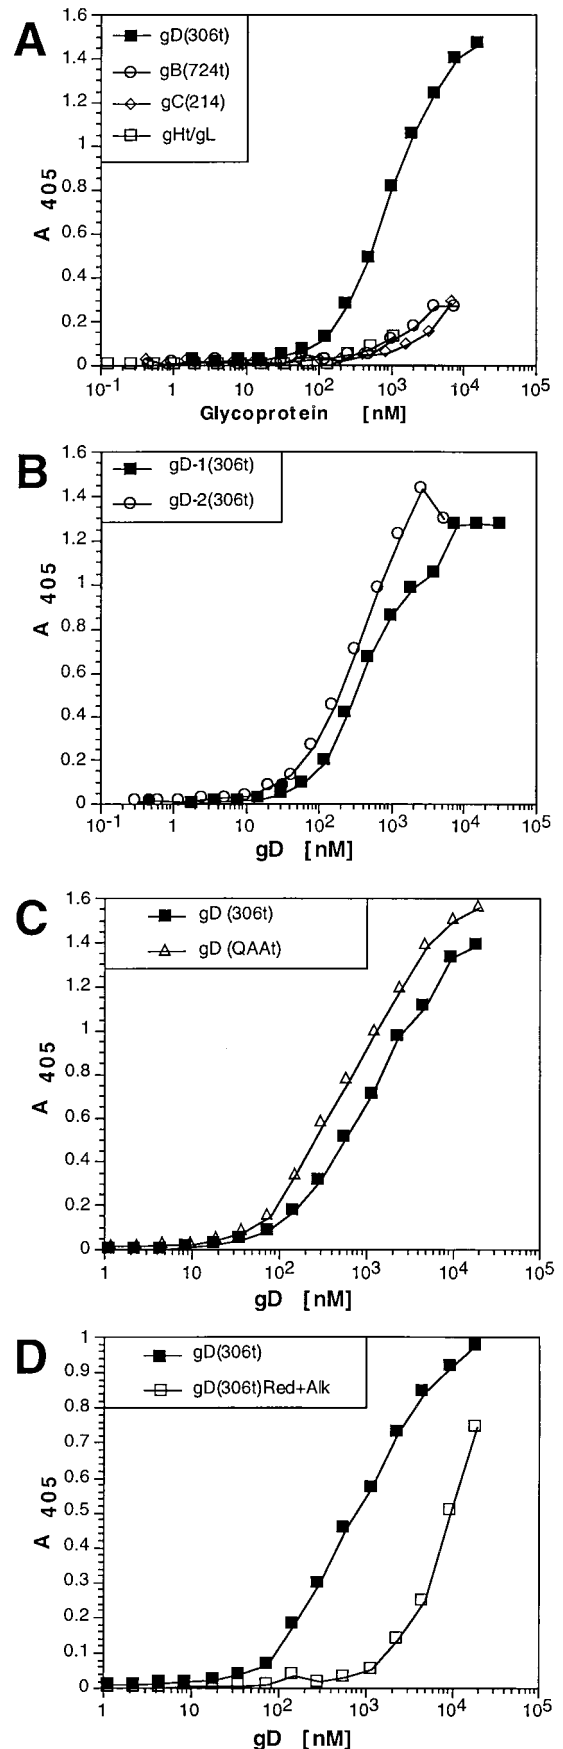 A
1.6
1.4
1.2
1
0.8
0.6
0.4
0.2
0
A 405
gD(306t)
gB(724t)
gC(214)
gHt/gL
10-1 1 10 102 103 104 105
Glycoprotein [nM]
B
1.6
1.4
1.2
1
0.8
0.6
0.4
0.2
0
A 405
gD-1(306t)
gD-2(306t)
10-1 1 10 102 103 104 105
gD [nM]
C
1.6
1.4
1.2
1
0.8
0.6
0.4
0.2
0
A 405
gD (306t)
gD (QAAt)
1 10 102 103 104 105
gD [nM]
D
1
0.9
0.8
0.7
0.6
0.5
0.4
0.3
0.2
0.1
0
A 405
gD(306t)
gD(306t)Red+Alk
1 10 102 103 104 105
gD [nM]